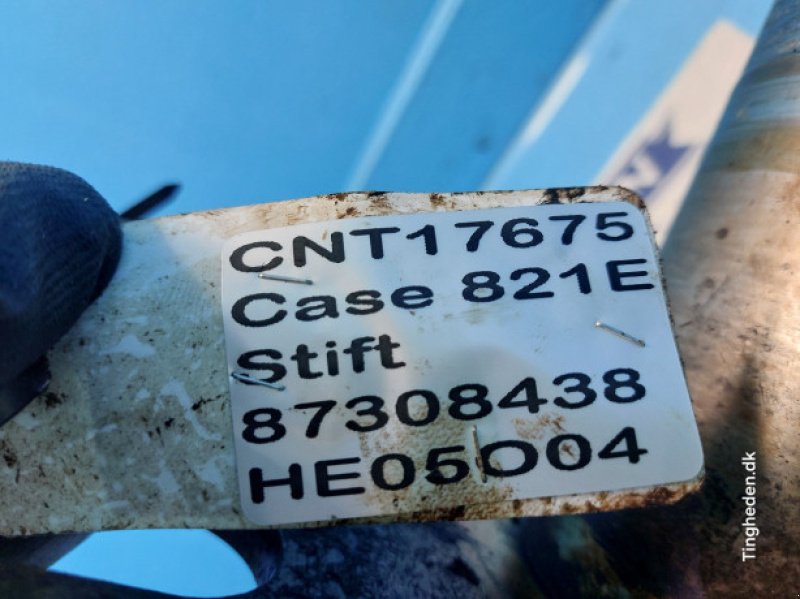 CNT17675
Case 821E
Stift
87308438
HE05O04
Tingheden.dk